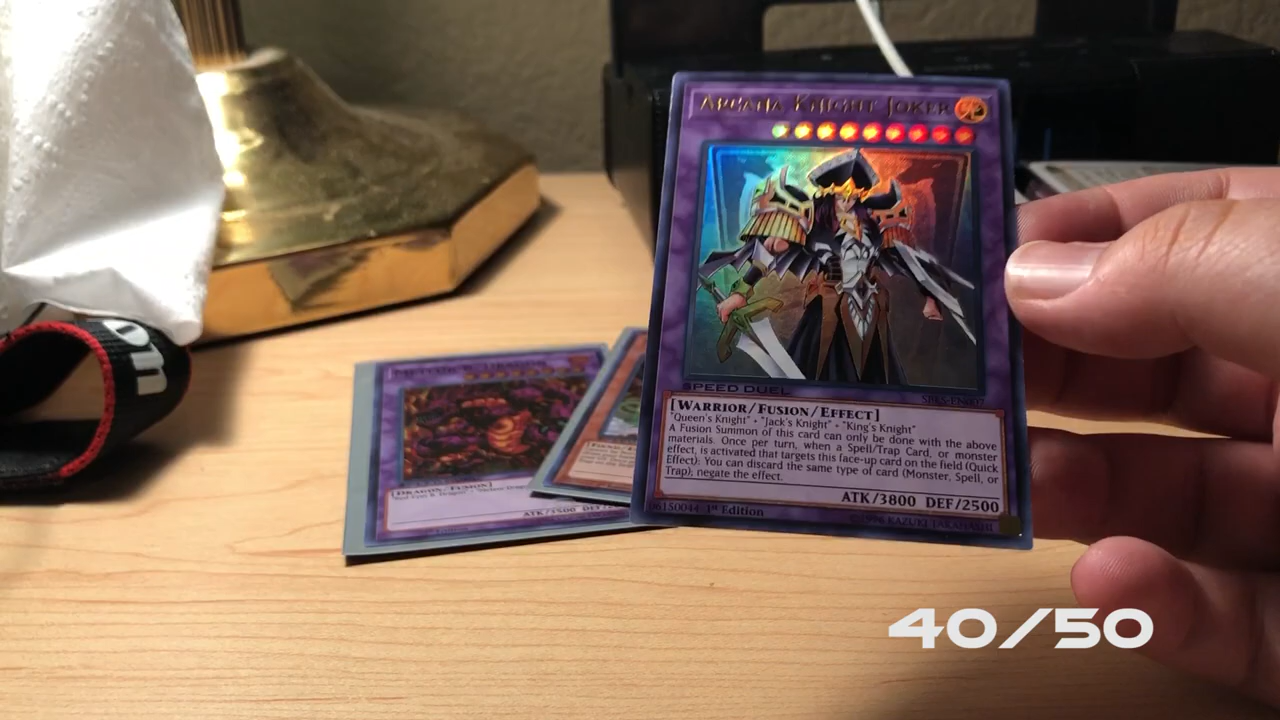 ARCANA KNIGHT JOKER
SPEED DUEL
[WARRIOR/FUSION/EFFECT]
"Queen's Knight" + "Jack's Knight" + "King's Knight"
A Fusion Summon of this card can only be done with the above
materials. Once per turn, when a Spell/Trap Card, or monster
effect, is activated that targets this face-up card on the field (Quick
Effect): You can discard the same type of card (Monster, Spell, or
Trap); negate the effect.
ATK/3800 DEF/2500
1st Edition
©1996 KAZUKI TAKAHASHI
[DRAGON/FUSION]
40/50